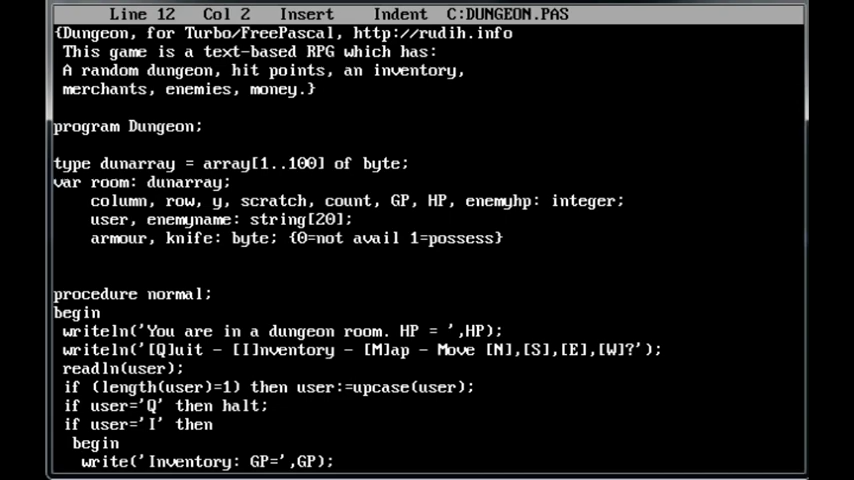 Line 12    Col 2    Insert    Indent    C:DUNGEON.PAS
{Dungeon, for Turbo/FreePascal, http://rudih.info
 This game is a text-based RPG which has:
 A random dungeon, hit points, an inventory,
 merchants, enemies, money.}
program Dungeon;
type dunarray = array[1..100] of byte;
var room: dunarray;
    column, row, y, scratch, count, GP, HP, enemyhp: integer;
    user, enemyname: string[20];
    armour, knife: byte; {0=not avail 1=possess}
procedure normal;
begin
 writeln('You are in a dungeon room. HP = ',HP);
 writeln('[Q]uit - [I]nventory - [M]ap - Move [N],[S],[E],[W]?');
 readln(user);
 if (length(user)=1) then user:=upcase(user);
 if user='Q' then halt;
 if user='I' then
  begin
   write('Inventory: GP=',GP);